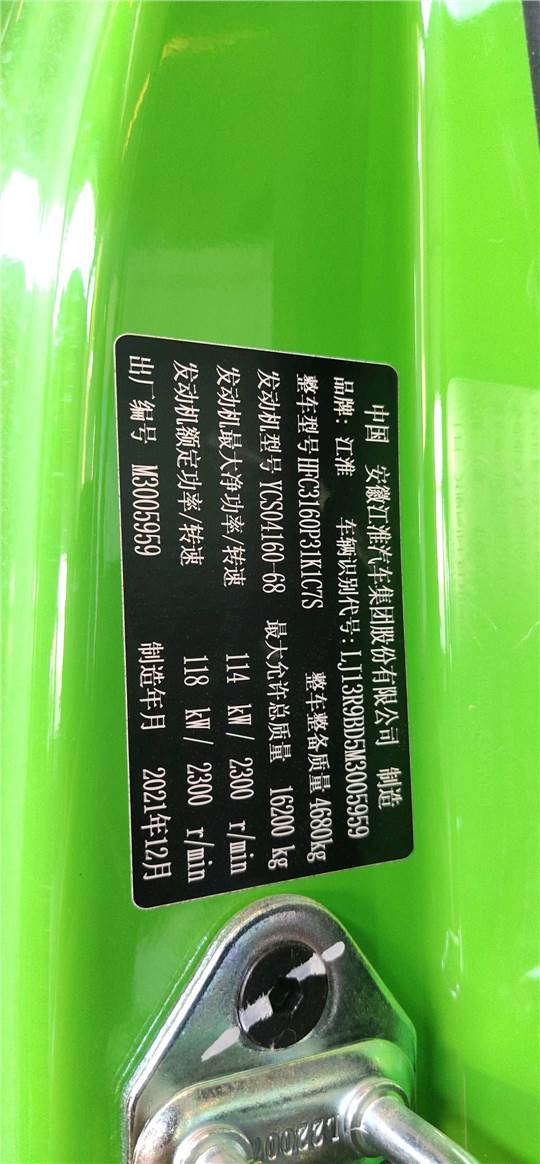 中国 安徽江淮汽车集团股份有限公司 制造
品牌：江淮 车辆识别代号：LJ13R9BD5M3005959
整车型号 HFC3160P31K1C7S 整车整备质量 4680kg
发动机型号 YCS04160-68 最大允许总质量 16200 kg
发动机最大净功率/转速 114 kW/ 2300 r/min
发动机额定功率/转速 118 kW/ 2300 r/min
出厂编号 M3005959 制造年月 2021年12月